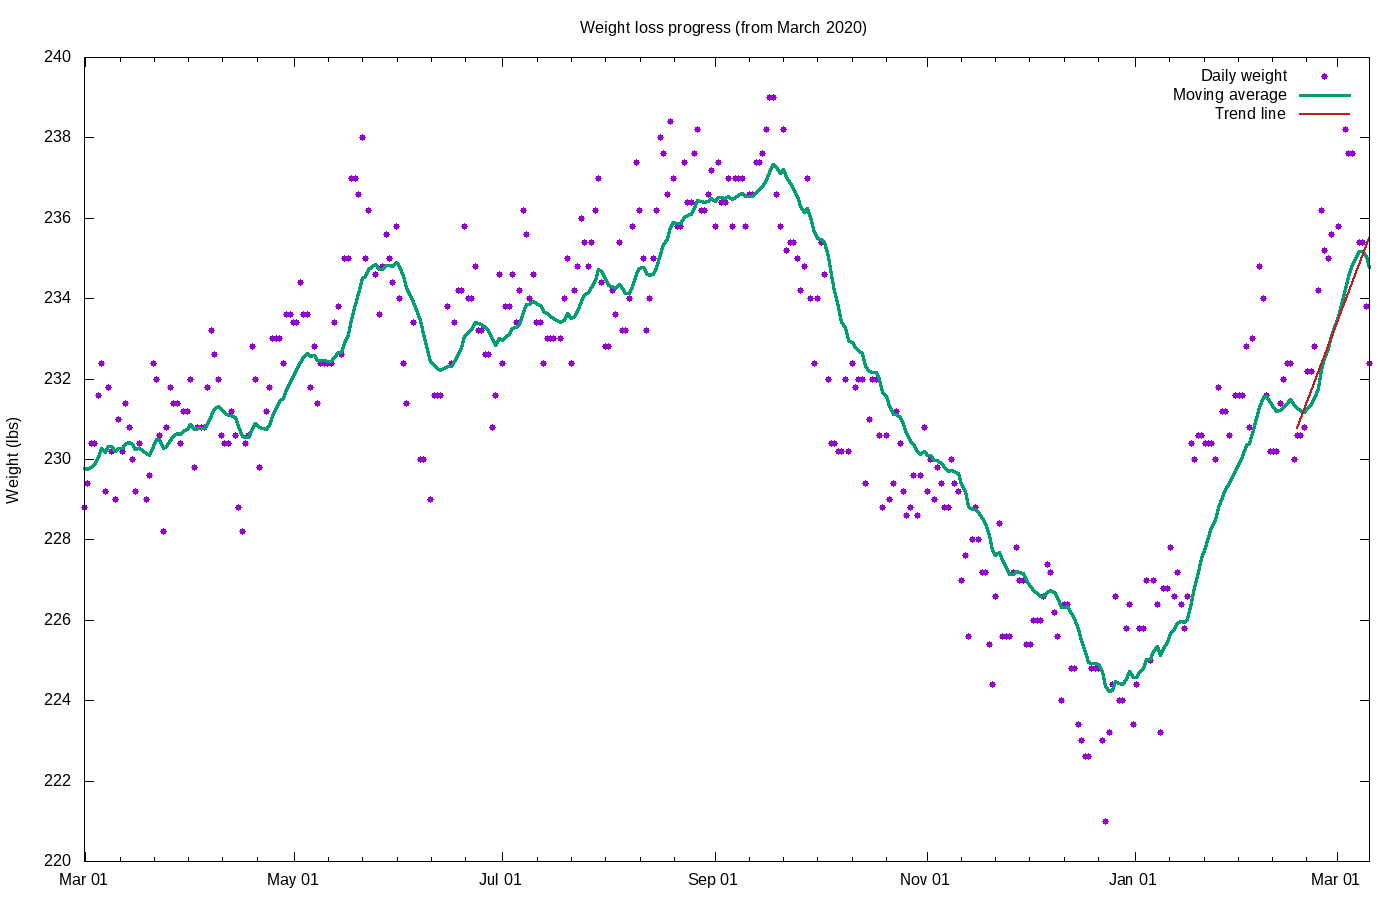 Weight loss progress (from March 2020)
240
238
236
234
232
230
228
226
224
222
220
Weight (lbs)
Daily weight
Moving average
Trend line
Mar 01
May 01
Jul 01
Sep 01
Nov 01
Jan 01
Mar 01